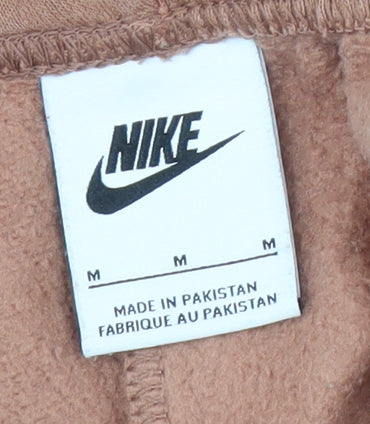 NIKE
M M M
MADE IN PAKISTAN
FABRIQUE AU PAKISTAN